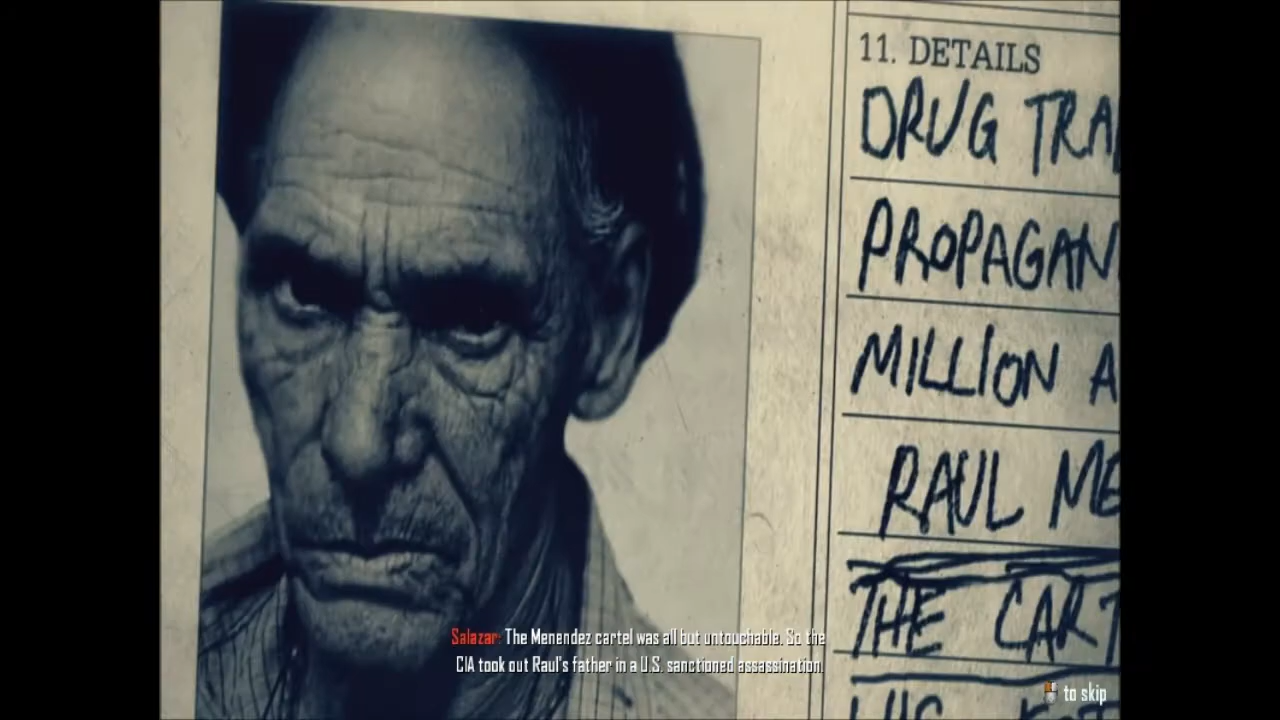 11. DETAILS
DRUG TRA
PROPAGAN
MILLION A
RAUL ME
THE CART
Salazar: The Menendez cartel was all but untouchable. So the
CIA took out Raul's father in a U.S. sanctioned assassination.
to skip